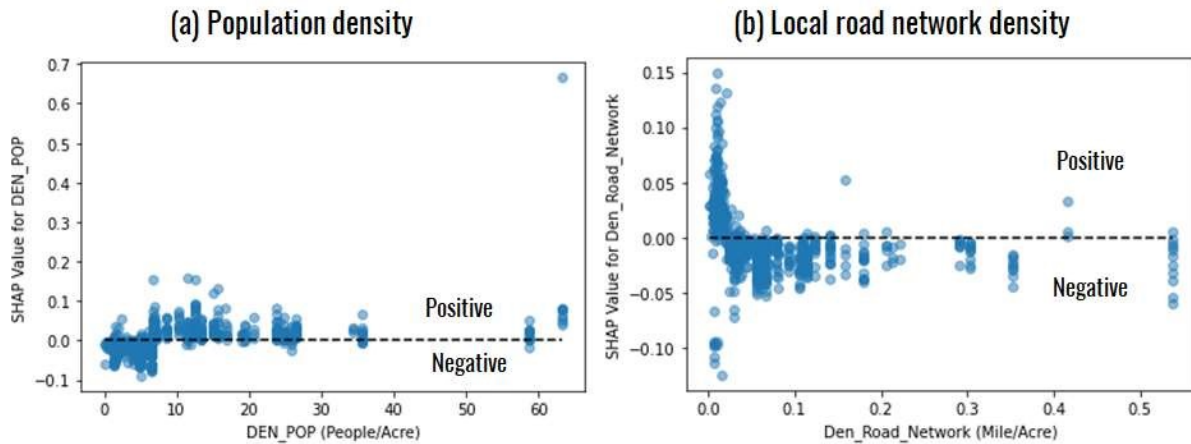 (a) Population density
0.7
0.6
0.5
0.4
0.3
0.2
0.1
0.0
−0.1
SHAP Value for DEN_POP
Positive
Negative
0 10 20 30 40 50 60
DEN_POP (People/Acre)
(b) Local road network density
0.15
0.10
0.05
0.00
−0.05
−0.10
SHAP Value for Den_Road_Network
Positive
Negative
0.0 0.1 0.2 0.3 0.4 0.5
Den_Road_Network (Mile/Acre)